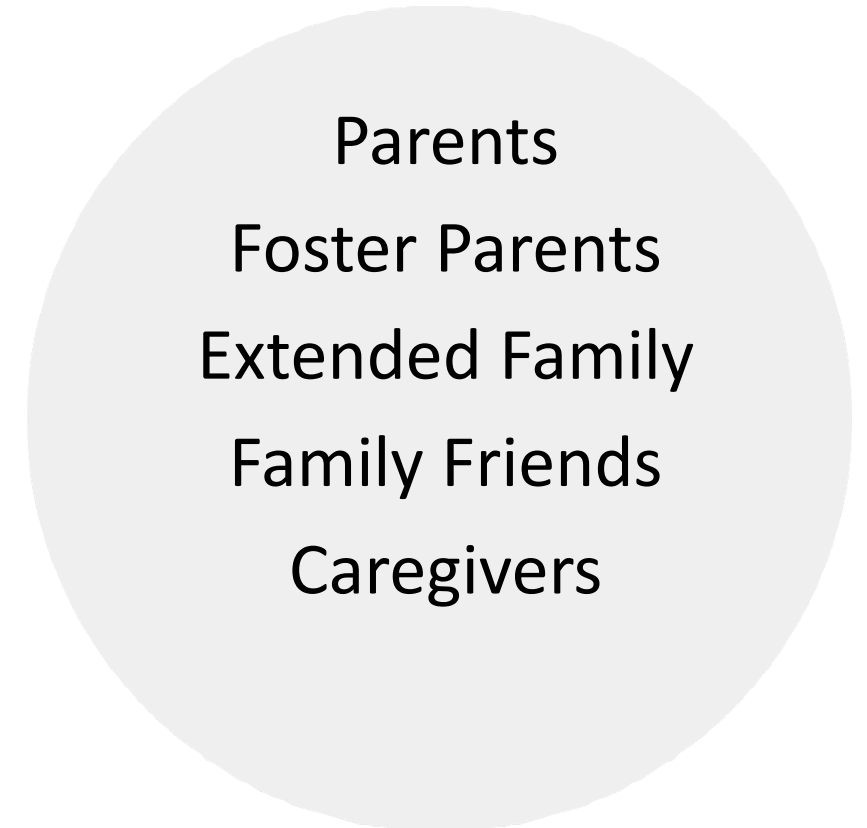 Parents
Foster Parents
Extended Family
Family Friends
Caregivers